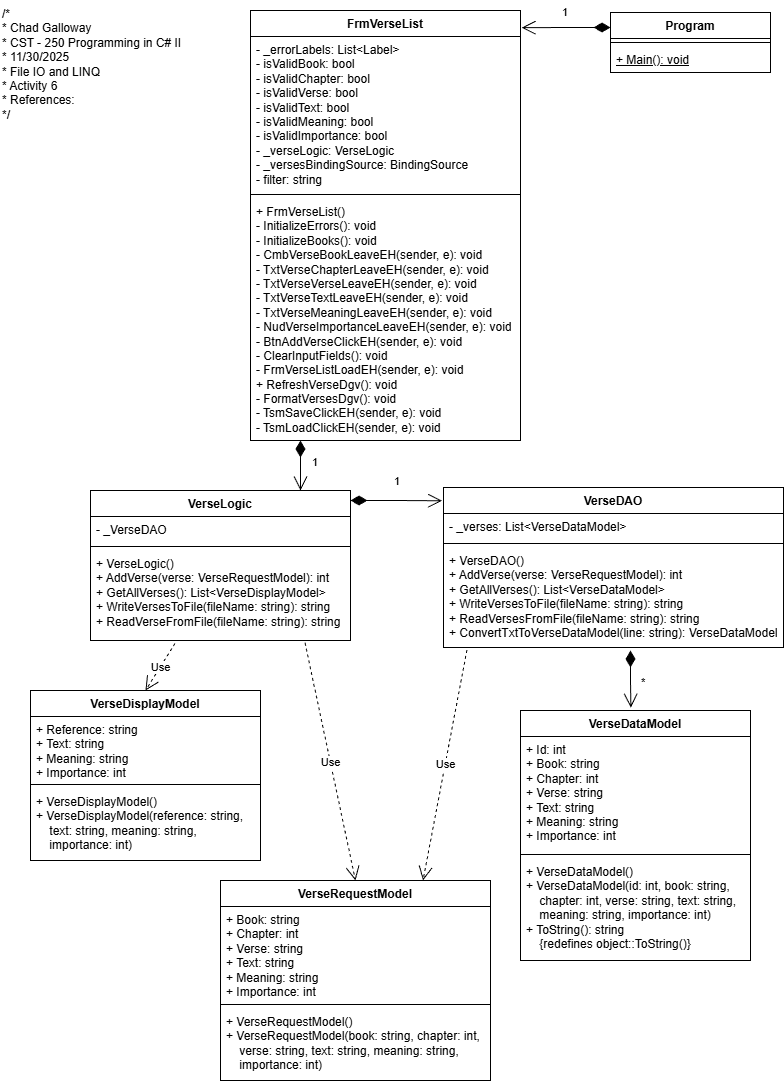 /*
* Chad Galloway
* CST - 250 Programming in C# II
* 11/30/2025
* File IO and LINQ
* Activity 6
* References:
*/
FrmVerseList
- _errorLabels: List<Label>
- isValidBook: bool
- isValidChapter: bool
- isValidVerse: bool
- isValidText: bool
- isValidMeaning: bool
- isValidImportance: bool
- _verseLogic: VerseLogic
- _versesBindingSource: BindingSource
- filter: string
+ FrmVerseList()
- InitializeErrors(): void
- InitializeBooks(): void
- CmbVerseBookLeaveEH(sender, e): void
- TxtVerseChapterLeaveEH(sender, e): void
- TxtVerseVerseLeaveEH(sender, e): void
- TxtVerseTextLeaveEH(sender, e): void
- TxtVerseMeaningLeaveEH(sender, e): void
- NudVerseImportanceLeaveEH(sender, e): void
- BtnAddVerseClickEH(sender, e): void
- ClearInputFields(): void
- FrmVerseListLoadEH(sender, e): void
+ RefreshVerseDgv(): void
- FormatVersesDgv(): void
- TsmSaveClickEH(sender, e): void
- TsmLoadClickEH(sender, e): void
1
Program
+ Main(): void
1
VerseLogic
- _VerseDAO
+ VerseLogic()
+ AddVerse(verse: VerseRequestModel): int
+ GetAllVerses(): List<VerseDisplayModel>
+ WriteVersesToFile(fileName: string): string
+ ReadVerseFromFile(fileName: string): string
1
VerseDAO
- _verses: List<VerseDataModel>
+ VerseDAO()
+ AddVerse(verse: VerseRequestModel): int
+ GetAllVerses(): List<VerseDataModel>
+ WriteVersesToFile(fileName: string): string
+ ReadVersesFromFile(fileName: string): string
+ ConvertTxtToVerseDataModel(line: string): VerseDataModel
Use
*
VerseDisplayModel
+ Reference: string
+ Text: string
+ Meaning: string
+ Importance: int
+ VerseDisplayModel()
+ VerseDisplayModel(reference: string,
text: string, meaning: string,
importance: int)
Use
Use
VerseDataModel
+ Id: int
+ Book: string
+ Chapter: int
+ Verse: string
+ Text: string
+ Meaning: string
+ Importance: int
+ VerseDataModel()
+ VerseDataModel(id: int, book: string,
chapter: int, verse: string, text: string,
meaning: string, importance: int)
+ ToString(): string
{redefines object::ToString()}
VerseRequestModel
+ Book: string
+ Chapter: int
+ Verse: string
+ Text: string
+ Meaning: string
+ Importance: int
+ VerseRequestModel()
+ VerseRequestModel(book: string, chapter: int,
verse: string, text: string, meaning: string,
importance: int)